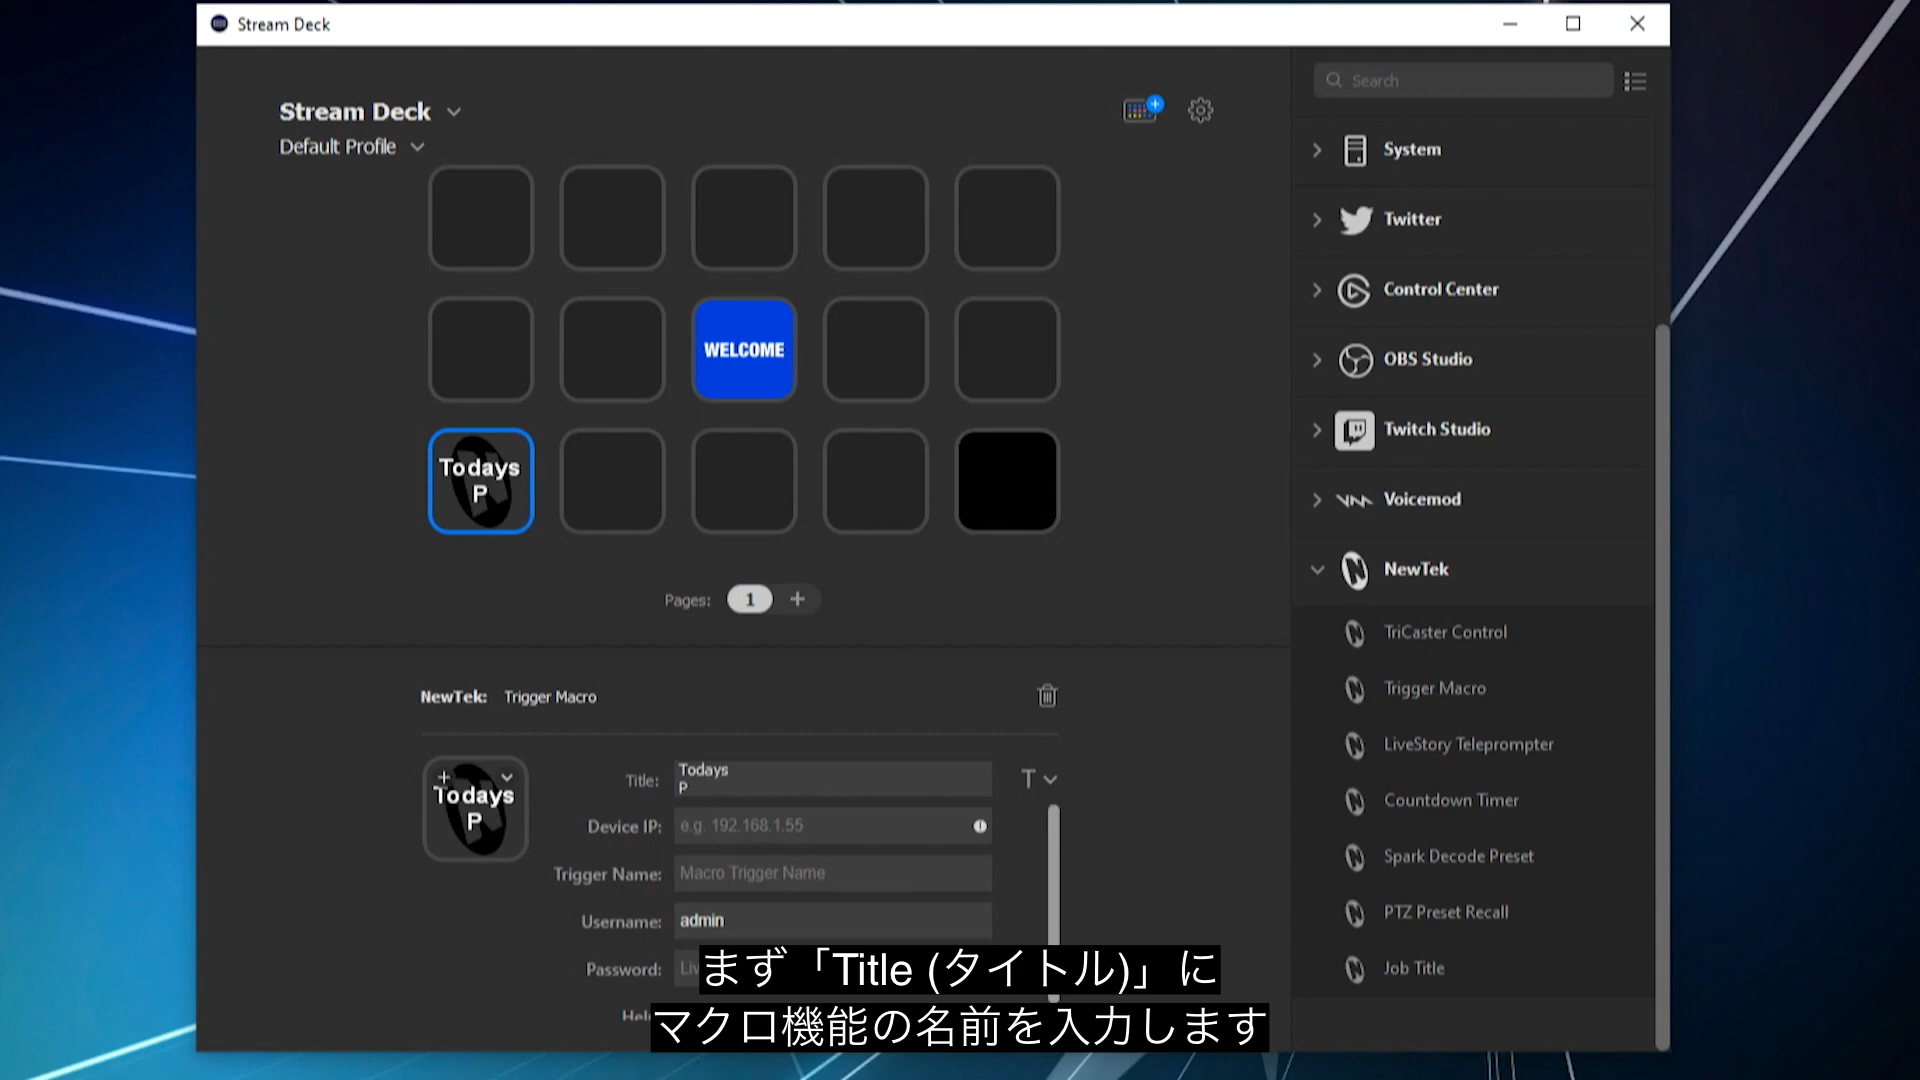 Stream Deck
Stream Deck
Default Profile
WELCOME
Todays
P
Pages: 1 +
NewTek: Trigger Macro
Todays
P
Title: Todays
P
T
Device IP: e.g. 192.168.1.55
Trigger Name: Macro Trigger Name
Username: admin
Password:
Search
System
Twitter
Control Center
OBS Studio
Twitch Studio
Voicemod
NewTek
TriCaster Control
Trigger Macro
LiveStory Teleprompter
Countdown Timer
Spark Decode Preset
PTZ Preset Recall
Job Title
まず「Title (タイトル)」に
マクロ機能の名前を入力します